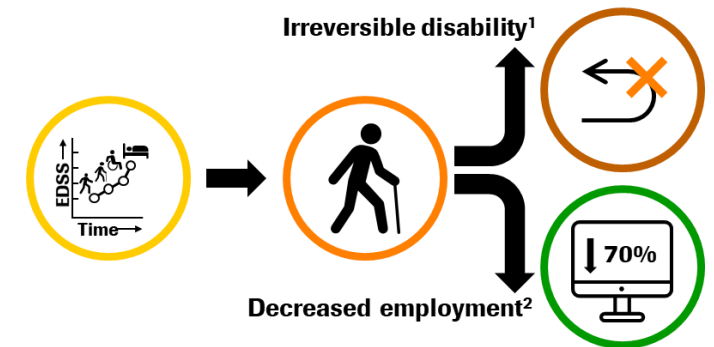 Irreversible disability¹
EDSS
Time
70%
Decreased employment²